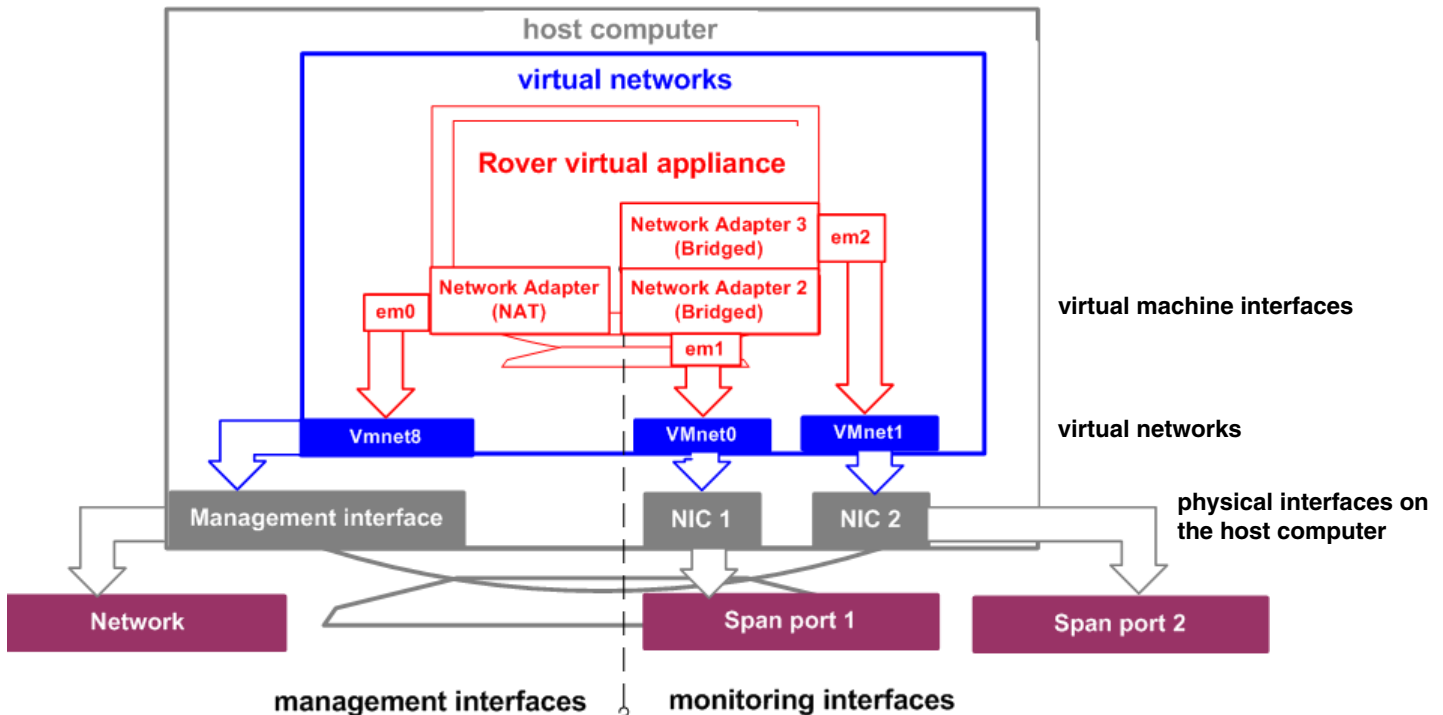 host computer
virtual networks
Rover virtual appliance
Network Adapter 3
(Bridged)
em2
Network Adapter
(NAT)
Network Adapter 2
(Bridged)
em0
em1
virtual machine interfaces
Vmnet8
VMnet0
VMnet1
virtual networks
Management interface
NIC 1
NIC 2
physical interfaces on
the host computer
Network
Span port 1
Span port 2
management interfaces
monitoring interfaces